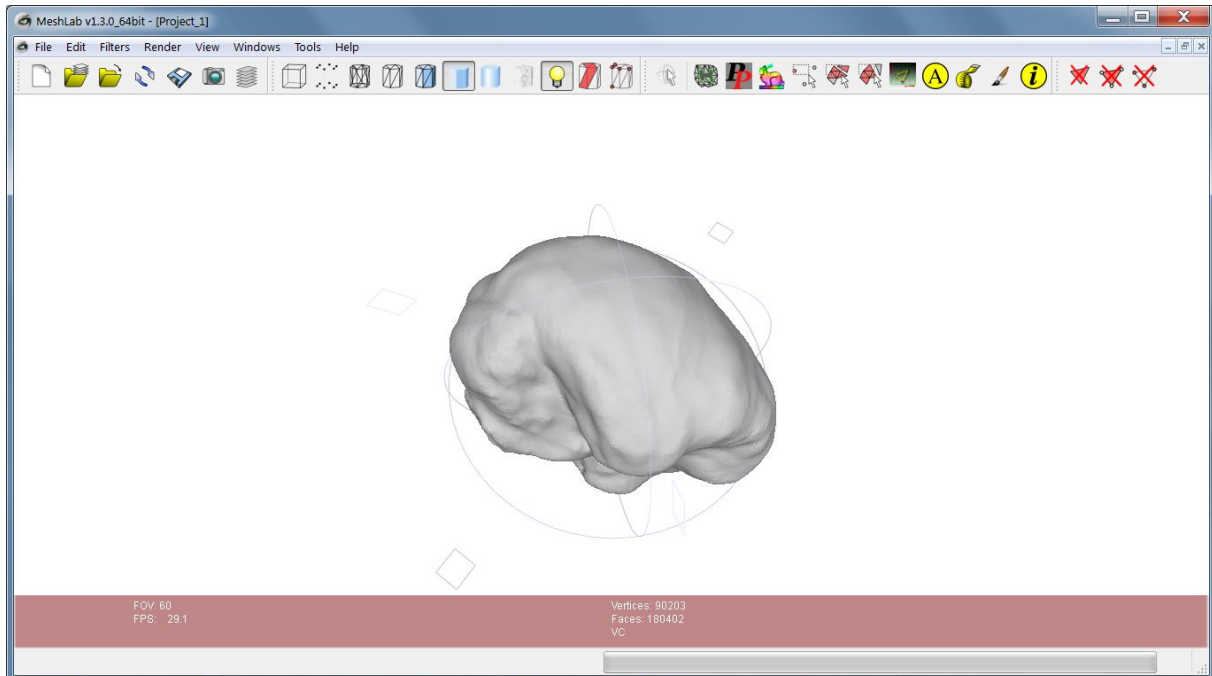 MeshLab v1.3.0_64bit - [Project_1]
File Edit Filters Render View Windows Tools Help
PP A i
FOV: 60
FPS: 29.1
Vertices: 90203
Faces: 180402
VC